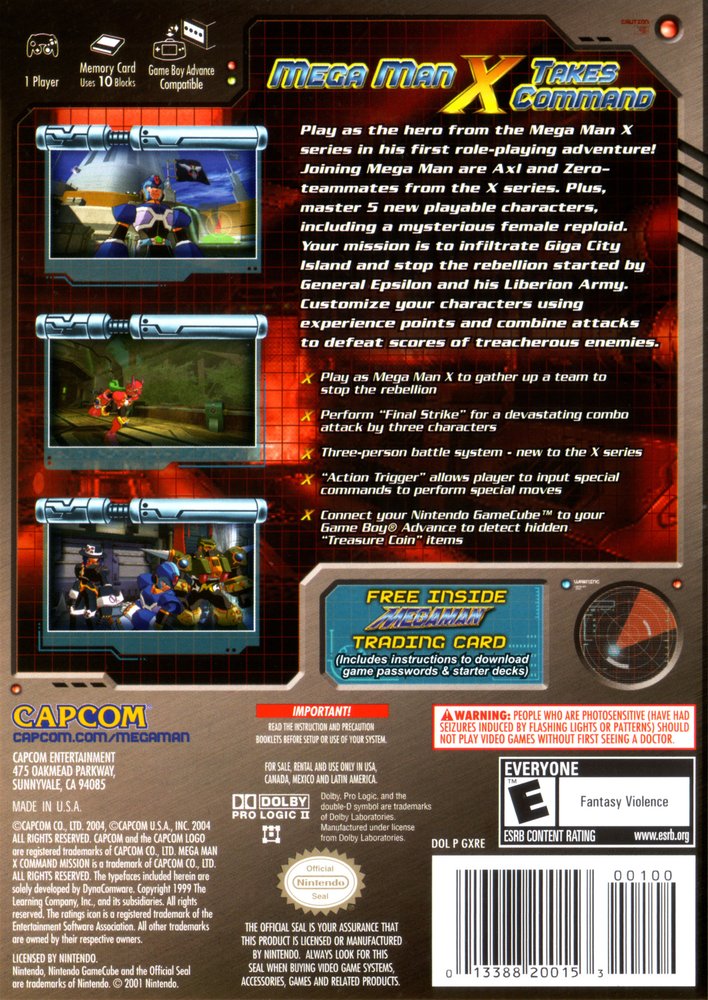 1 Player
Memory Card
Uses 10 Blocks
Game Boy Advance
Compatible
CAUTION
MEGA MAN X TAKES
COMMAND
Play as the hero from the Mega Man X
series in his first role-playing adventure!
Joining Mega Man are Axl and Zero-
teammates from the X series. Plus,
master 5 new playable characters,
including a mysterious female reploid.
Your mission is to infiltrate Giga City
Island and stop the rebellion started by
General Epsilon and his Liberion Army.
Customize your characters using
experience points and combine attacks
to defeat scores of treacherous enemies.
X Play as Mega Man X to gather up a team to
stop the rebellion
X Perform "Final Strike" for a devastating combo
attack by three characters
X Three-person battle system - new to the X series
X "Action Trigger" allows player to input special
commands to perform special moves
X Connect your Nintendo GameCube™ to your
Game Boy® Advance to detect hidden
"Treasure Coin" items
FREE INSIDE
MEGAMAN
TRADING CARD
(Includes instructions to download
game passwords & starter decks)
WARNING
CAPCOM
CAPCOM.COM/MEGAMAN
CAPCOM ENTERTAINMENT
475 OAKMEAD PARKWAY,
SUNNYVALE, CA 94085
MADE IN U.S.A.
©CAPCOM CO., LTD. 2004, ©CAPCOM U.S.A., INC. 2004
ALL RIGHTS RESERVED. CAPCOM and the CAPCOM LOGO
are registered trademarks of CAPCOM CO., LTD. MEGA MAN
X COMMAND MISSION is a trademark of CAPCOM CO., LTD.
ALL RIGHTS RESERVED. The typefaces included herein are
solely developed by DynaComware. Copyright 1999 The
Learning Company, Inc., and its subsidiaries. All rights
reserved. The ratings icon is a registered trademark of the
Entertainment Software Association. All other trademarks
are owned by their respective owners.
LICENSED BY NINTENDO.
Nintendo, Nintendo GameCube and the Official Seal
are trademarks of Nintendo. © 2001 Nintendo.
IMPORTANT!
READ THE INSTRUCTION AND PRECAUTION
BOOKLETS BEFORE SETUP OR USE OF YOUR SYSTEM.
FOR SALE, RENTAL AND USE ONLY IN USA,
CANADA, MEXICO AND LATIN AMERICA.
DOLBY
PRO LOGIC II
Dolby, Pro Logic, and the
double-D symbol are trademarks
of Dolby Laboratories.
Manufactured under license
from Dolby Laboratories.
Official
Nintendo
Seal
THE OFFICIAL SEAL IS YOUR ASSURANCE THAT
THIS PRODUCT IS LICENSED OR MANUFACTURED
BY NINTENDO. ALWAYS LOOK FOR THIS
SEAL WHEN BUYING VIDEO GAME SYSTEMS,
ACCESSORIES, GAMES AND RELATED PRODUCTS.
WARNING: PEOPLE WHO ARE PHOTOSENSITIVE (HAVE HAD
SEIZURES INDUCED BY FLASHING LIGHTS OR PATTERNS) SHOULD
NOT PLAY VIDEO GAMES WITHOUT FIRST SEEING A DOCTOR.
EVERYONE
E
Fantasy Violence
ESRB CONTENT RATING www.esrb.org
DOL P GXRE
00100
0 13388 20015 3